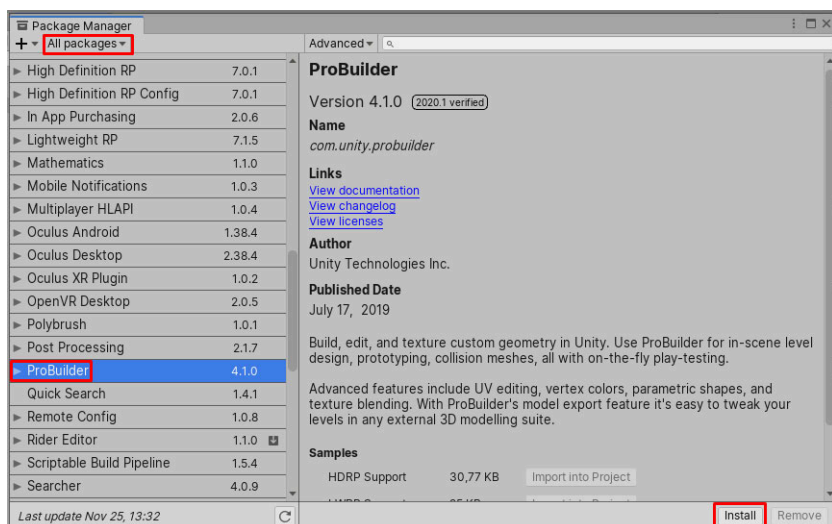 Package Manager
+ All packages
Advanced
High Definition RP 7.0.1
High Definition RP Config 7.0.1
In App Purchasing 2.0.6
Lightweight RP 7.1.5
Mathematics 1.1.0
Mobile Notifications 1.0.3
Multiplayer HLAPI 1.0.4
Oculus Android 1.38.4
Oculus Desktop 2.38.4
Oculus XR Plugin 1.0.2
OpenVR Desktop 2.0.5
Polybrush 1.0.1
Post Processing 2.1.7
ProBuilder 4.1.0
Quick Search 1.4.1
Remote Config 1.0.8
Rider Editor 1.1.0
Scriptable Build Pipeline 1.5.4
Searcher 4.0.9
Last update Nov 25, 13:32
ProBuilder
Version 4.1.0 2020.1 verified
Name
com.unity.probuilder
Links
View documentation
View changelog
View licenses
Author
Unity Technologies Inc.
Published Date
July 17, 2019
Build, edit, and texture custom geometry in Unity. Use ProBuilder for in-scene level
design, prototyping, collision meshes, all with on-the-fly play-testing.
Advanced features include UV editing, vertex colors, parametric shapes, and
texture blending. With ProBuilder's model export feature it's easy to tweak your
levels in any external 3D modelling suite.
Samples
HDRP Support 30,77 KB Import into Project
Install Remove